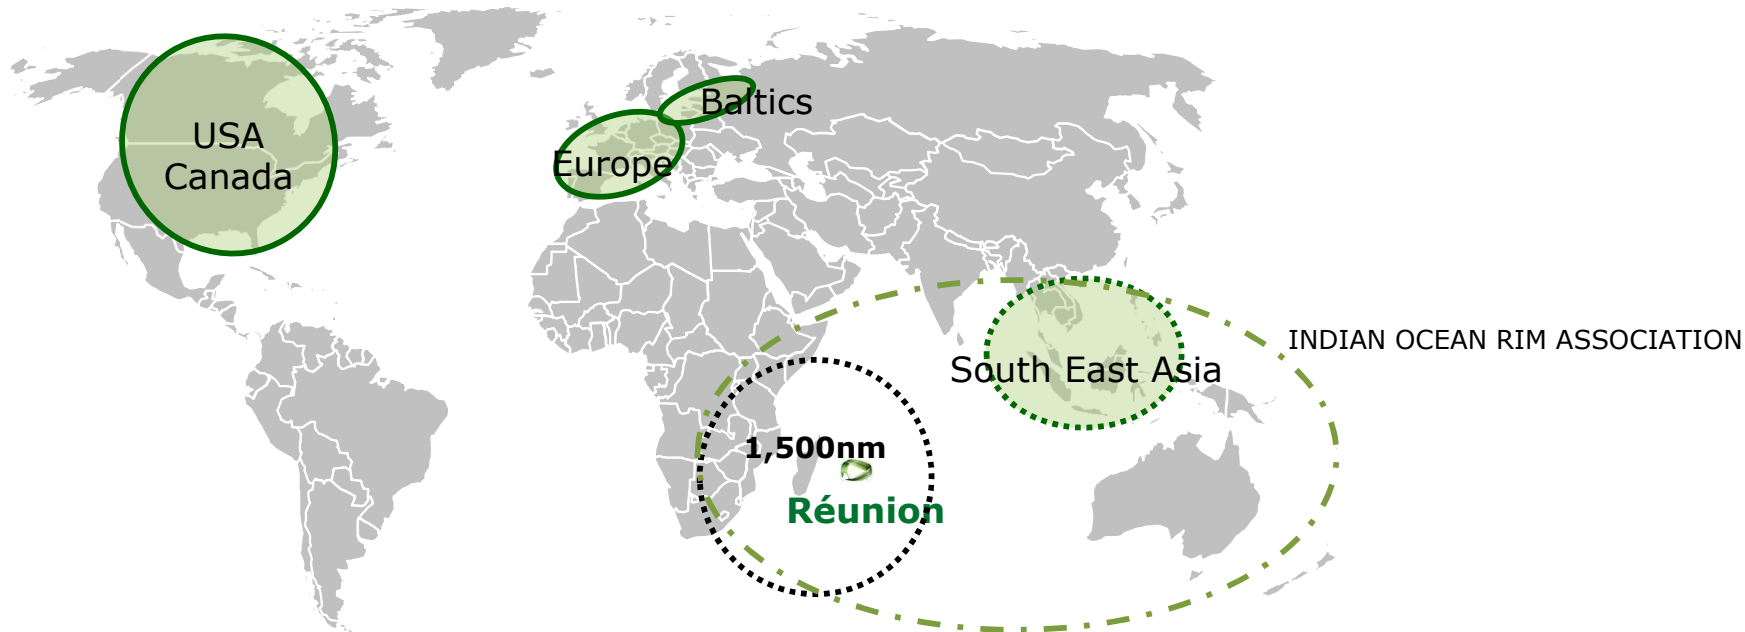 Baltics
USA
Canada
Europe
INDIAN OCEAN RIM ASSOCIATION
South East Asia
1,500nm
Réunion